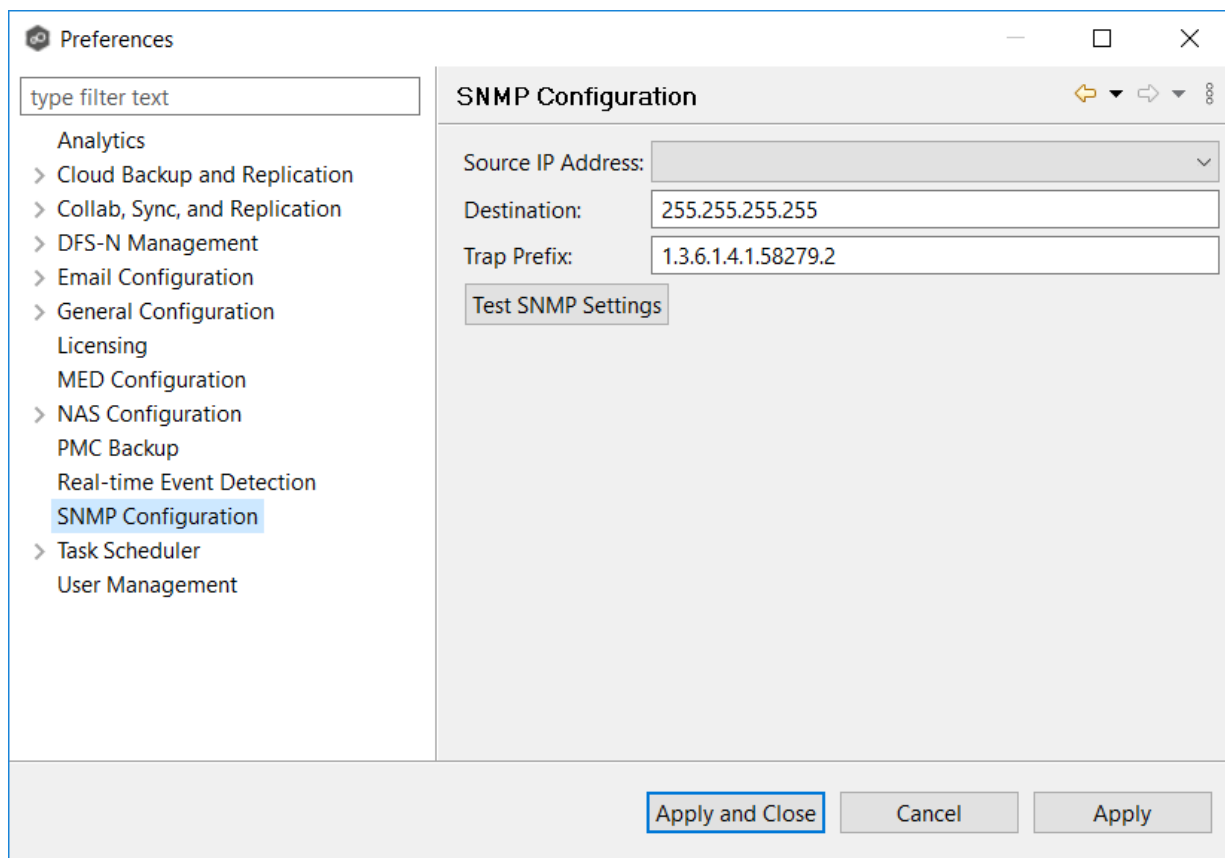 Preferences
type filter text
Analytics
Cloud Backup and Replication
Collab, Sync, and Replication
DFS-N Management
Email Configuration
General Configuration
Licensing
MED Configuration
NAS Configuration
PMC Backup
Real-time Event Detection
SNMP Configuration
Task Scheduler
User Management
SNMP Configuration
Source IP Address:
Destination: 255.255.255.255
Trap Prefix: 1.3.6.1.4.1.58279.2
Test SNMP Settings
Apply and Close Cancel Apply